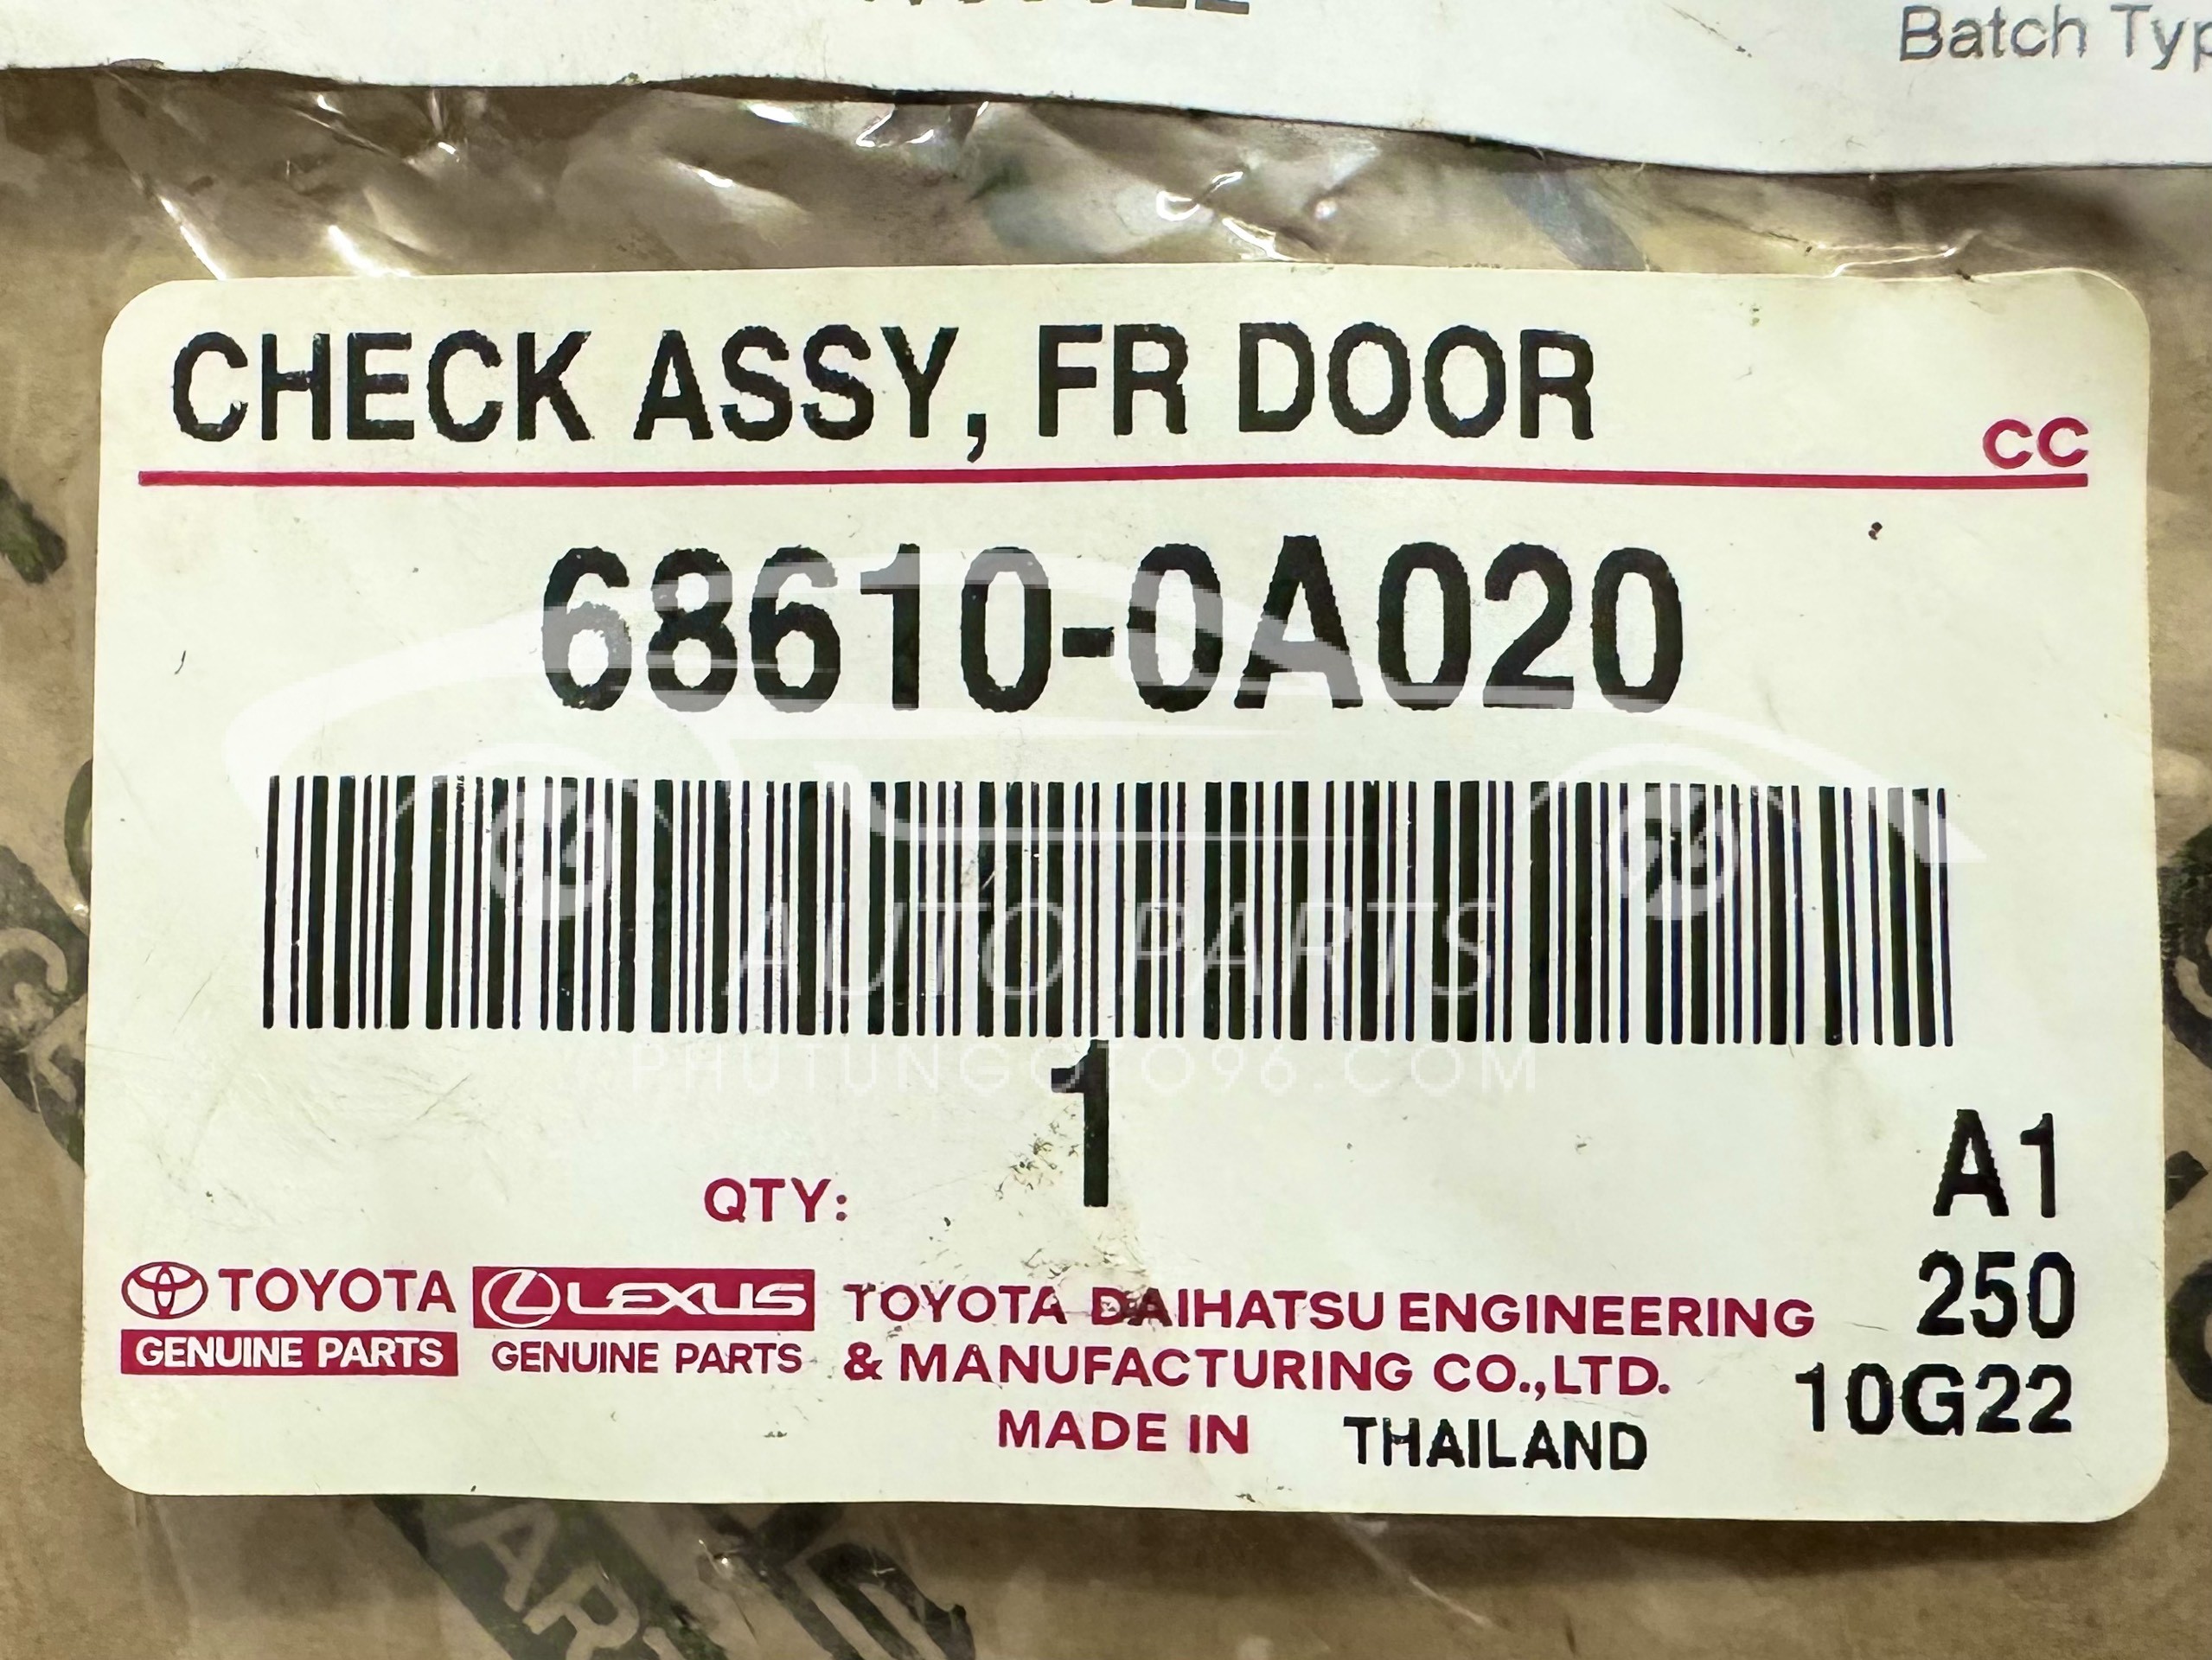 Batch Typ
CHECK ASSY, FR DOOR
CC
68610-0A020
AUTO PARTS
PHUTUNGOTO96.COM
1
QTY:
A1
250
10G22
TOYOTA
GENUINE PARTS
LEXUS
GENUINE PARTS
TOYOTA DAIHATSU ENGINEERING
& MANUFACTURING CO.,LTD.
MADE IN THAILAND